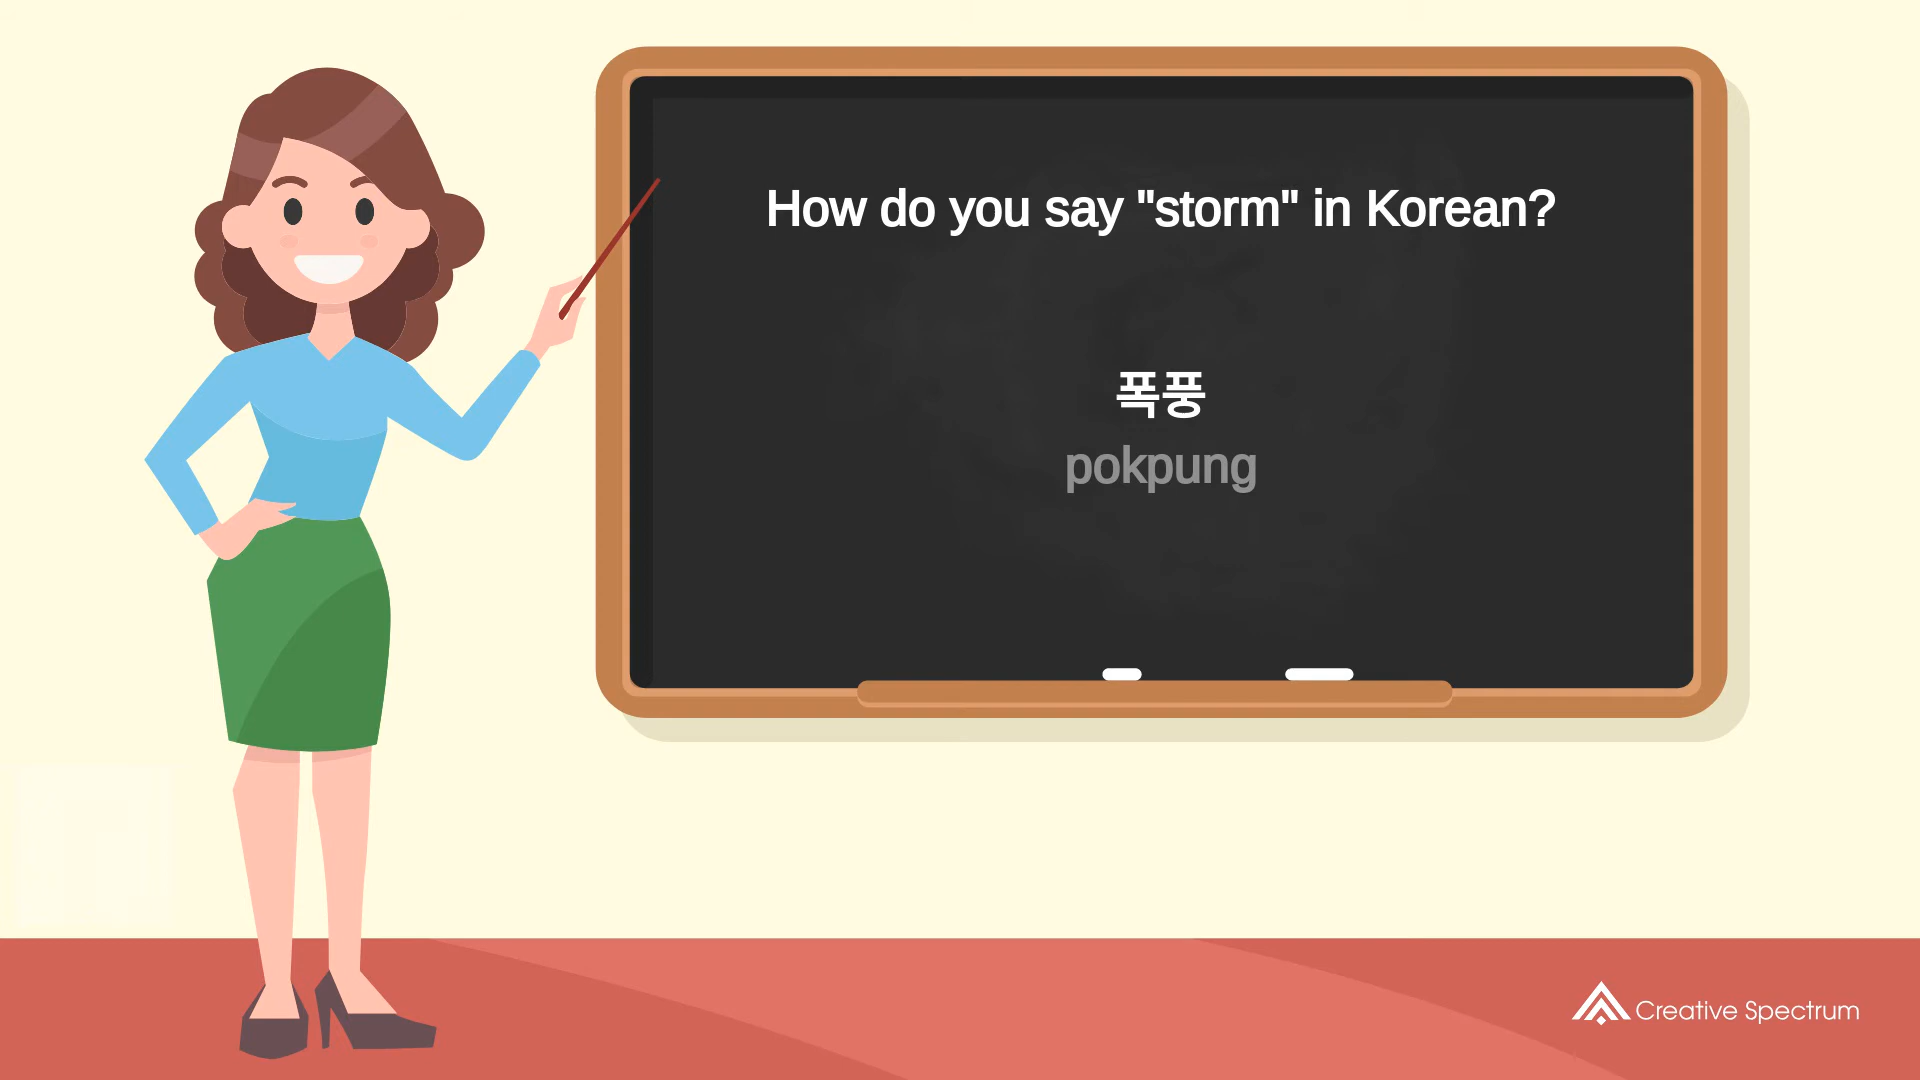 How do you say "storm" in Korean?
폭풍
pokpung
Creative Spectrum